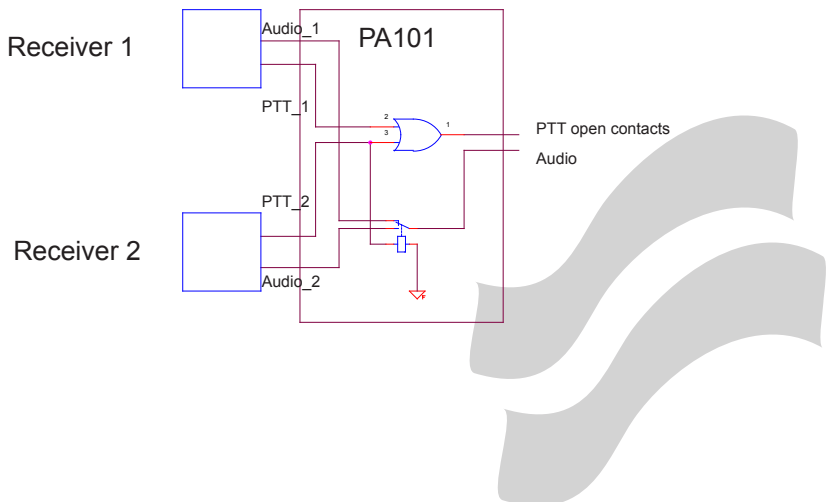 Audio_1
PA101
Receiver 1
PTT_1
2
1
3
PTT open contacts
Audio
PTT_2
Receiver 2
Audio_2
F